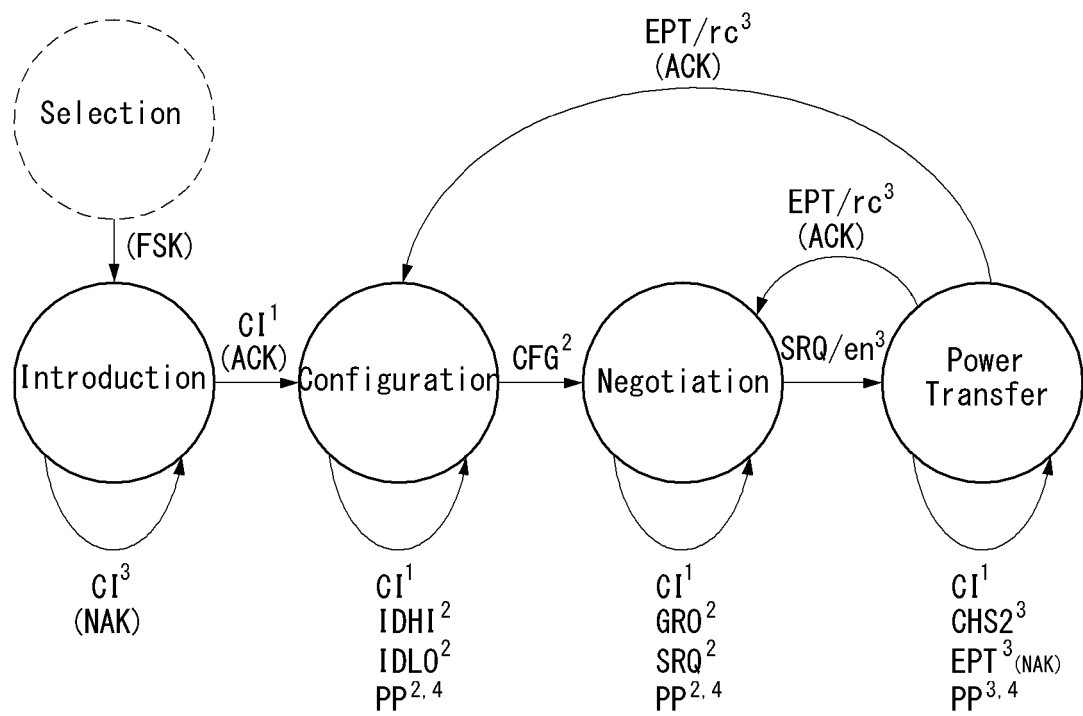 EPT/rc³
(ACK)
Selection
EPT/rc³
(ACK)
(FSK)
CI¹
(ACK)
CFG²
SRQ/en³
Introduction
Configuration
Negotiation
Power
Transfer
CI³
(NAK)
CI¹
IDHI²
IDLO²
PP²,⁴
CI¹
GRO²
SRQ²
PP²,⁴
CI¹
CHS2³
EPT³(NAK)
PP³,⁴